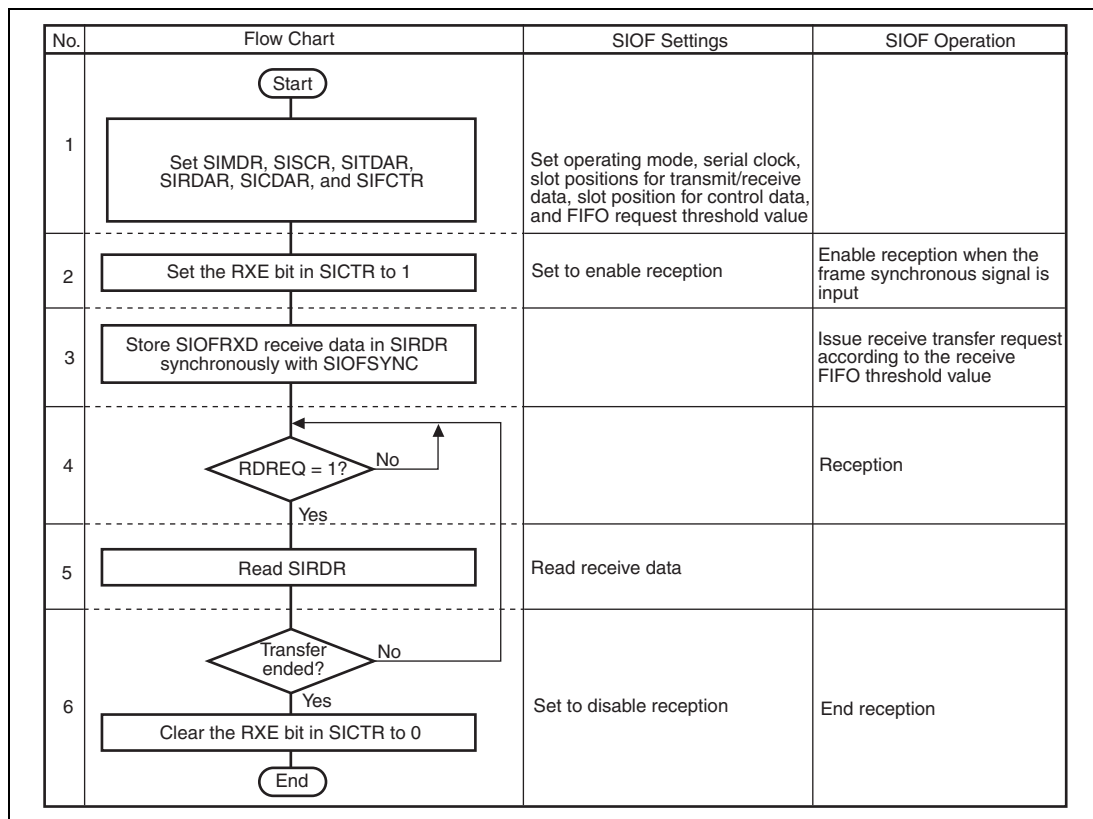 No.
Flow Chart
SIOF Settings
SIOF Operation
Start
1
Set SIMDR, SISCR, SITDAR,
SIRDAR, SICDAR, and SIFCTR
Set operating mode, serial clock,
slot positions for transmit/receive
data, slot position for control data,
and FIFO request threshold value
2
Set the RXE bit in SICTR to 1
Set to enable reception
Enable reception when the
frame synchronous signal is
input
3
Store SIOFRXD receive data in SIRDR
synchronously with SIOFSYNC
Issue receive transfer request
according to the receive
FIFO threshold value
4
RDREQ = 1?
No
Yes
Reception
5
Read SIRDR
Read receive data
6
Transfer
ended?
No
Yes
Clear the RXE bit in SICTR to 0
End
Set to disable reception
End reception